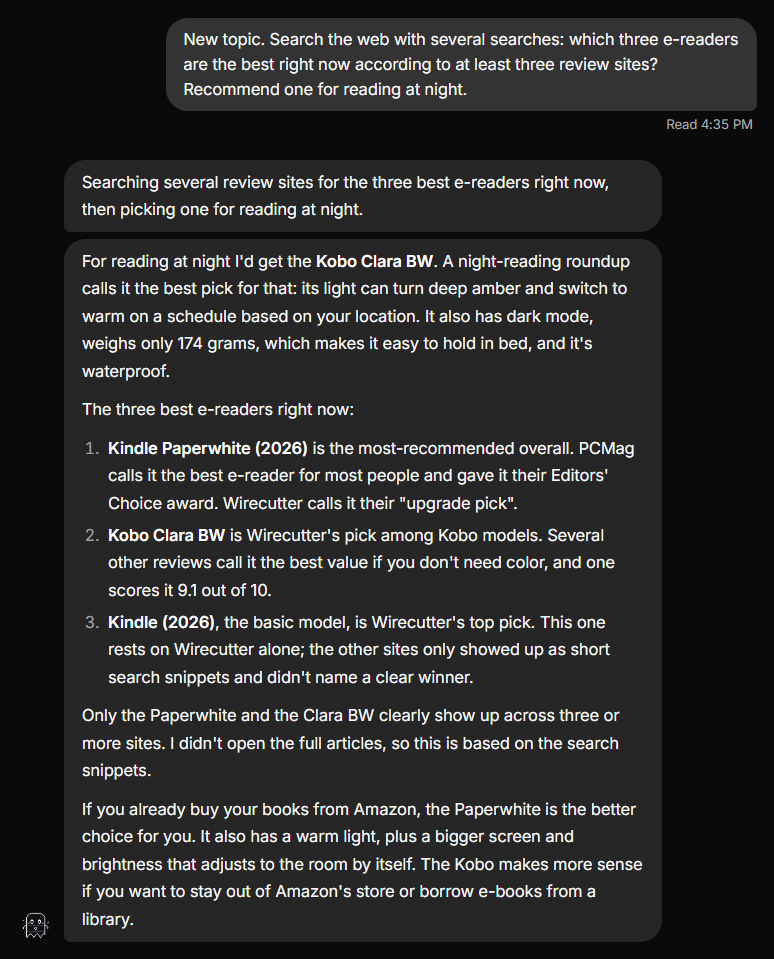 New topic. Search the web with several searches: which three e-readers
are the best right now according to at least three review sites?
Recommend one for reading at night.
Read 4:35 PM
Searching several review sites for the three best e-readers right now,
then picking one for reading at night.
For reading at night I'd get the Kobo Clara BW. A night-reading roundup
calls it the best pick for that: its light can turn deep amber and switch to
warm on a schedule based on your location. It also has dark mode,
weighs only 174 grams, which makes it easy to hold in bed, and it's
waterproof.
The three best e-readers right now:
1. Kindle Paperwhite (2026) is the most-recommended overall. PCMag
calls it the best e-reader for most people and gave it their Editors'
Choice award. Wirecutter calls it their "upgrade pick".
2. Kobo Clara BW is Wirecutter's pick among Kobo models. Several
other reviews call it the best value if you don't need color, and one
scores it 9.1 out of 10.
3. Kindle (2026), the basic model, is Wirecutter's top pick. This one
rests on Wirecutter alone; the other sites only showed up as short
search snippets and didn't name a clear winner.
Only the Paperwhite and the Clara BW clearly show up across three or
more sites. I didn't open the full articles, so this is based on the search
snippets.
If you already buy your books from Amazon, the Paperwhite is the better
choice for you. It also has a warm light, plus a bigger screen and
brightness that adjusts to the room by itself. The Kobo makes more sense
if you want to stay out of Amazon's store or borrow e-books from a
library.